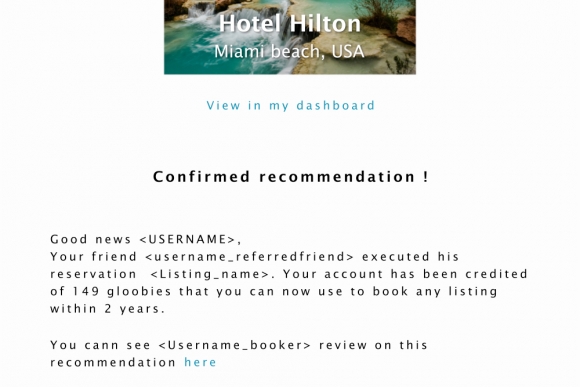 Hotel Hilton
Miami beach, USA
View in my dashboard
Confirmed recommendation !
Good news <USERNAME>,
Your friend <username_referredfriend> executed his
reservation <Listing_name>. Your account has been credited
of 149 gloobies that you can now use to book any listing
within 2 years.
You cann see <Username_booker> review on this
recommendation here